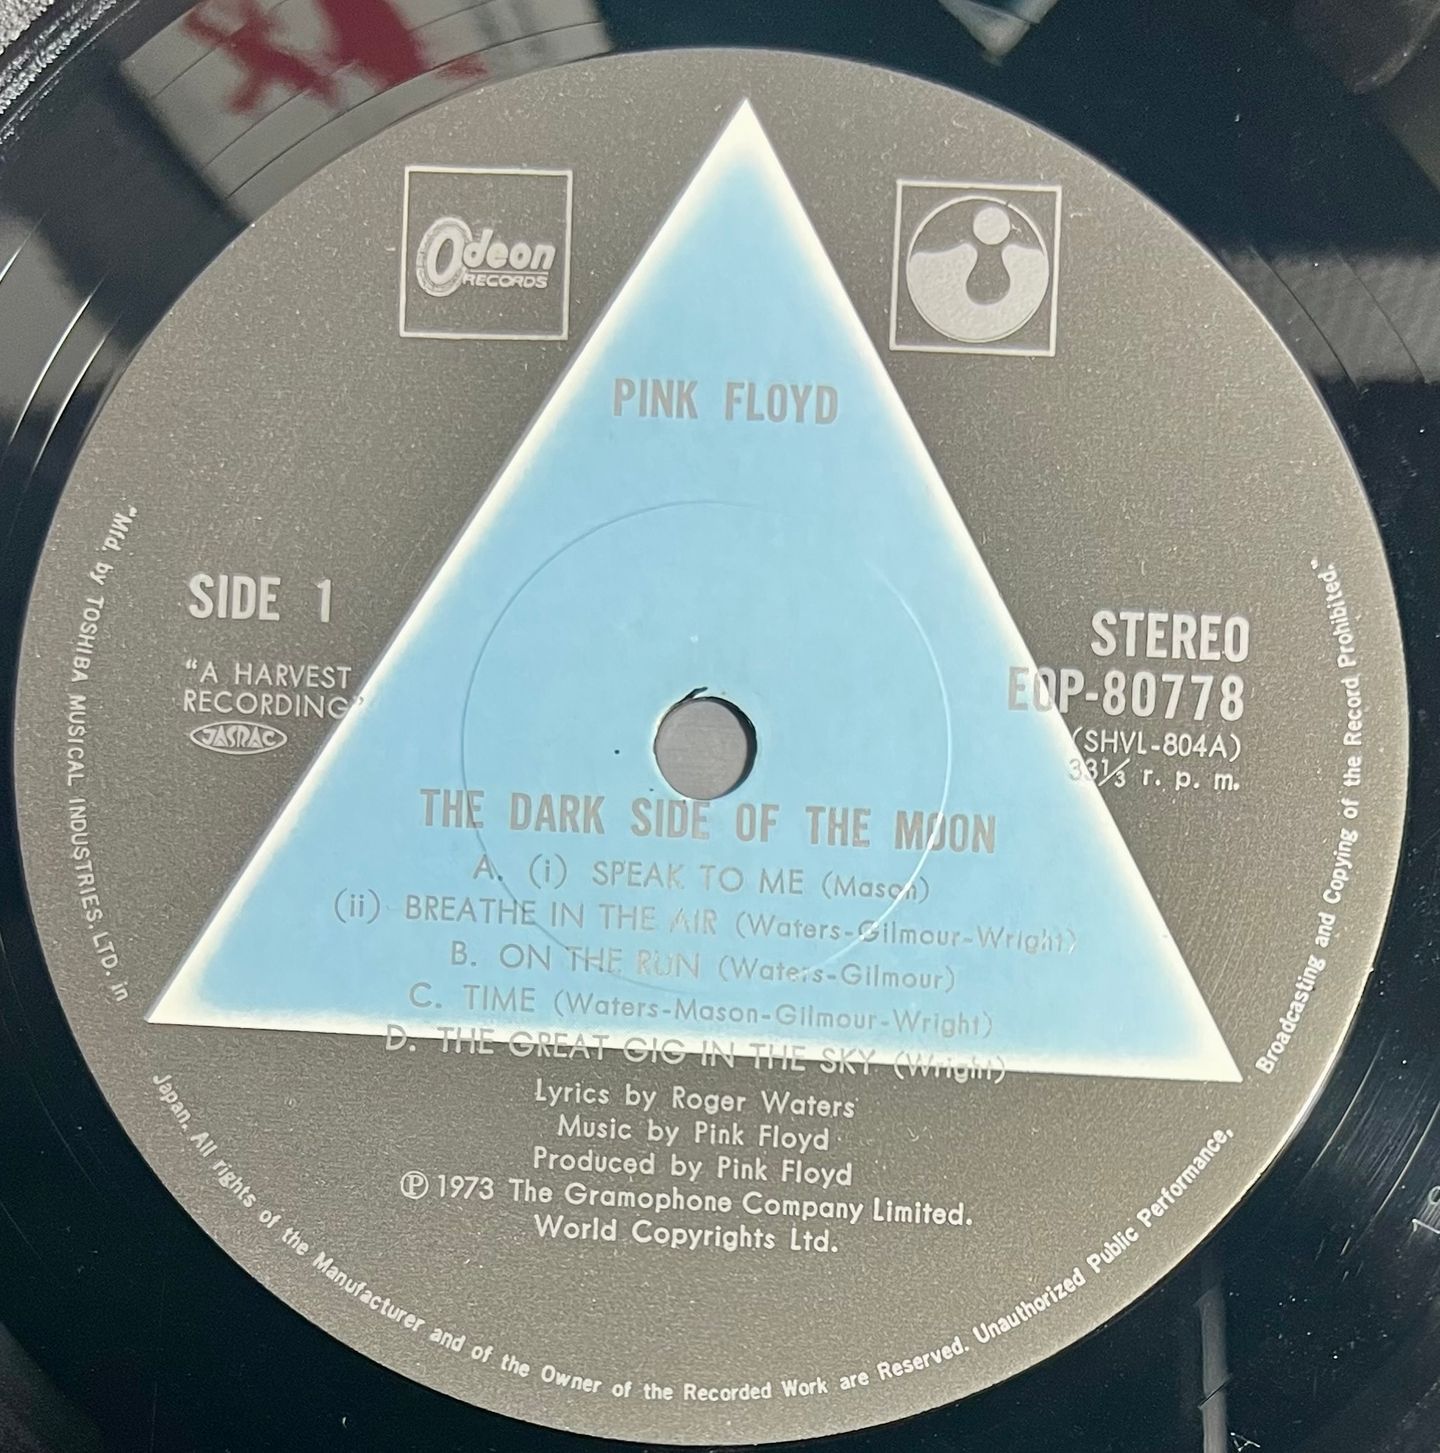 Odeon
RECORDS
PINK FLOYD
SIDE 1
"A HARVEST
RECORDING"
JASRAC
STEREO
EOP-80778
(SHVL-804A)
33 1/3 r. p. m.
THE DARK SIDE OF THE MOON
A. (i) SPEAK TO ME (Mason)
(ii) BREATHE IN THE AIR (Waters-Gilmour-Wright)
B. ON THE RUN (Waters-Gilmour)
C. TIME (Waters-Mason-Gilmour-Wright)
D. THE GREAT GIG IN THE SKY (Wright)
Lyrics by Roger Waters
Music by Pink Floyd
Produced by Pink Floyd
℗ 1973 The Gramophone Company Limited.
World Copyrights Ltd.
"Mfd. by TOSHIBA MUSICAL INDUSTRIES, LTD. in Japan. All rights of the Manufacturer and of the Owner of the Recorded Work are Reserved. Unauthorized Public Performance, Broadcasting and Copying of the Record Prohibited."